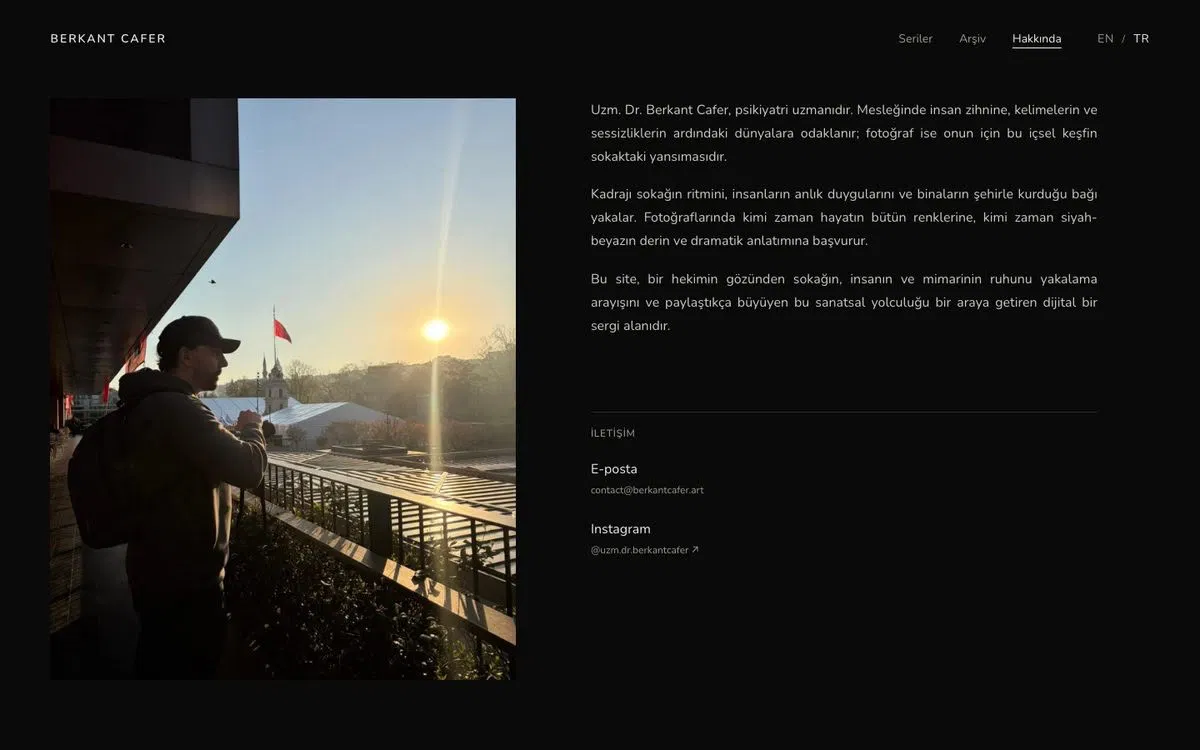 BERKANT CAFER
Seriler
Arşiv
Hakkında
EN / TR
Uzm. Dr. Berkant Cafer, psikiyatri uzmanıdır. Mesleğinde insan zihnine, kelimelerin ve
sessizliklerin ardındaki dünyalara odaklanır; fotoğraf ise onun için bu içsel keşfin
sokaktaki yansımasıdır.
Kadrajı sokağın ritmini, insanların anlık duygularını ve binaların şehirle kurduğu bağı
yakalar. Fotoğraflarında kimi zaman hayatın bütün renklerine, kimi zaman siyah-
beyazın derin ve dramatik anlatımına başvurur.
Bu site, bir hekimin gözünden sokağın, insanın ve mimarinin ruhunu yakalama
arayışını ve paylaştıkça büyüyen bu sanatsal yolculuğu bir araya getiren dijital bir
sergi alanıdır.
İLETİŞİM
E-posta
contact@berkantcafer.art
Instagram
@uzm.dr.berkantcafer ↗